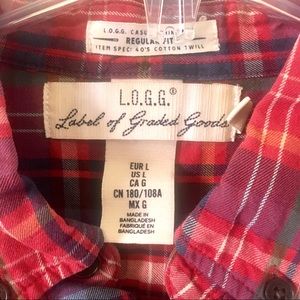 L.O.G.G.
REGULAR FIT
ITEM SPEC: 40'S COTTON TWILL
L.O.G.G.®
Label of Graded Goods
EUR L
US L
CA G
CN 180/108A
MX G
MADE IN
BANGLADESH
FABRIQUE EN
BANGLADESH